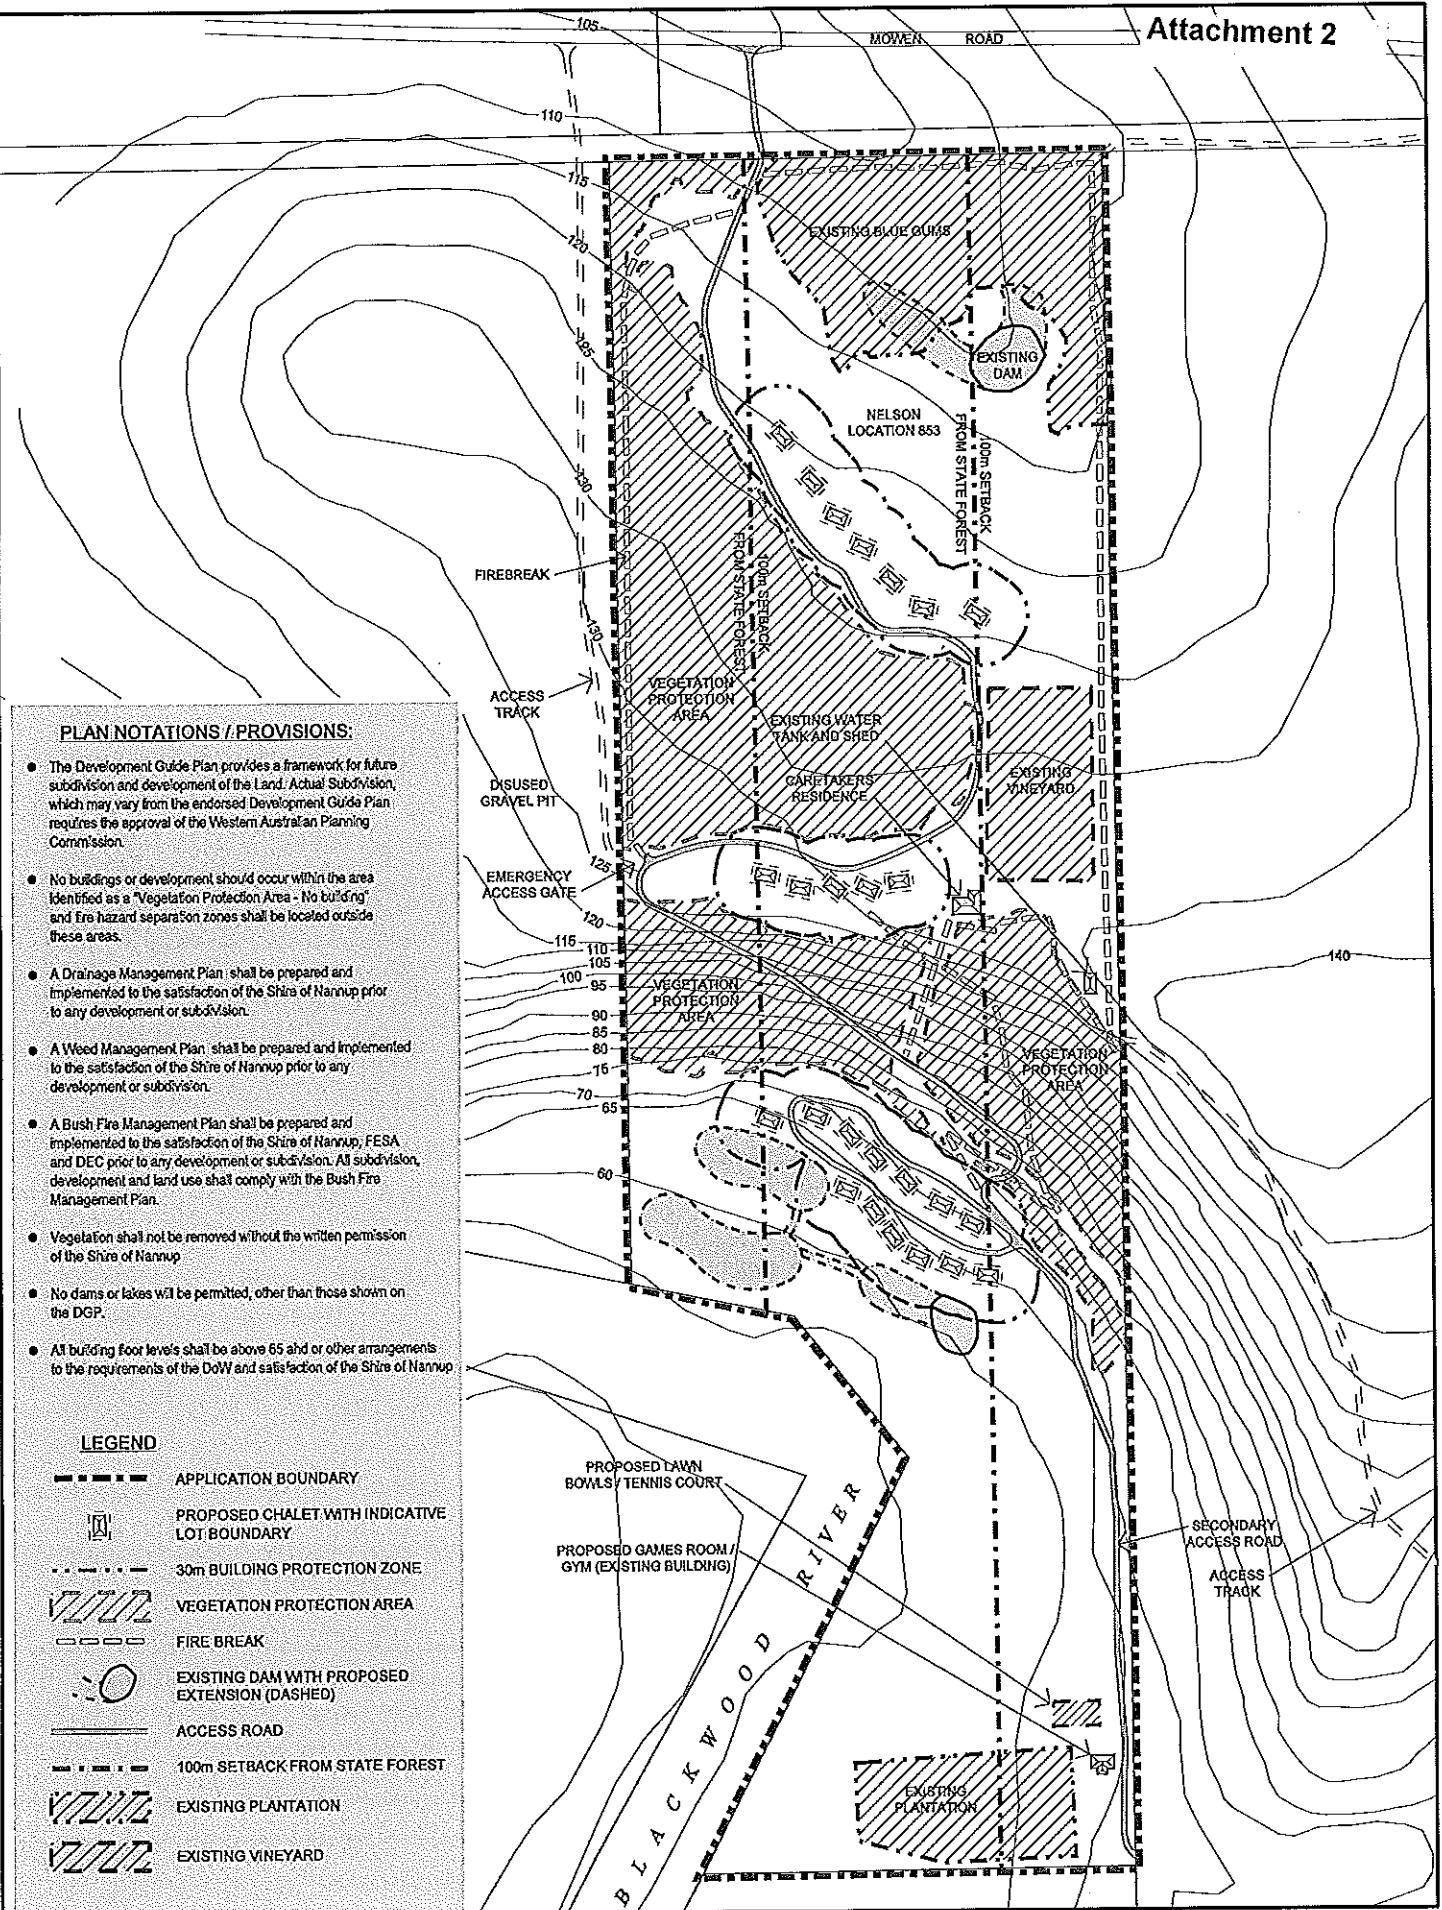 Attachment 2
105
MOWEN ROAD
110
115
120
125
130
130
EXISTING BLUE GUMS
EXISTING
DAM
NELSON
LOCATION 853
100m SETBACK
FROM STATE FOREST
100m SETBACK
FROM STATE FOREST
FIREBREAK
ACCESS
TRACK
VEGETATION
PROTECTION
AREA
EXISTING WATER
TANK AND SHED
CARETAKERS
RESIDENCE
EXISTING
VINEYARD
DISUSED
GRAVEL PIT
EMERGENCY
ACCESS GATE
125
120
115
110
105
100
95
90
85
80
75
70
65
60
140
VEGETATION
PROTECTION
AREA
VEGETATION
PROTECTION
AREA
PROPOSED LAWN
BOWLS / TENNIS COURT
PROPOSED GAMES ROOM /
GYM (EXISTING BUILDING)
SECONDARY
ACCESS ROAD
ACCESS
TRACK
EXISTING
PLANTATION
BLACKWOOD RIVER
PLAN NOTATIONS / PROVISIONS:
● The Development Guide Plan provides a framework for future
subdivision and development of the Land. Actual Subdivision,
which may vary from the endorsed Development Guide Plan
requires the approval of the Western Australian Planning
Commission.
● No buildings or development should occur within the area
identified as a "Vegetation Protection Area - No building"
and fire hazard separation zones shall be located outside
these areas.
● A Drainage Management Plan shall be prepared and
implemented to the satisfaction of the Shire of Nannup prior
to any development or subdivision.
● A Weed Management Plan shall be prepared and implemented
to the satisfaction of the Shire of Nannup prior to any
development or subdivision.
● A Bush Fire Management Plan shall be prepared and
implemented to the satisfaction of the Shire of Nannup, FESA
and DEC prior to any development or subdivision. All subdivision,
development and land use shall comply with the Bush Fire
Management Plan.
● Vegetation shall not be removed without the written permission
of the Shire of Nannup
● No dams or lakes will be permitted, other than those shown on
the DGP.
● All building floor levels shall be above 65 ahd or other arrangements
to the requirements of the DoW and satisfaction of the Shire of Nannup
LEGEND
APPLICATION BOUNDARY
PROPOSED CHALET WITH INDICATIVE
LOT BOUNDARY
30m BUILDING PROTECTION ZONE
VEGETATION PROTECTION AREA
FIRE BREAK
EXISTING DAM WITH PROPOSED
EXTENSION (DASHED)
ACCESS ROAD
100m SETBACK FROM STATE FOREST
EXISTING PLANTATION
EXISTING VINEYARD